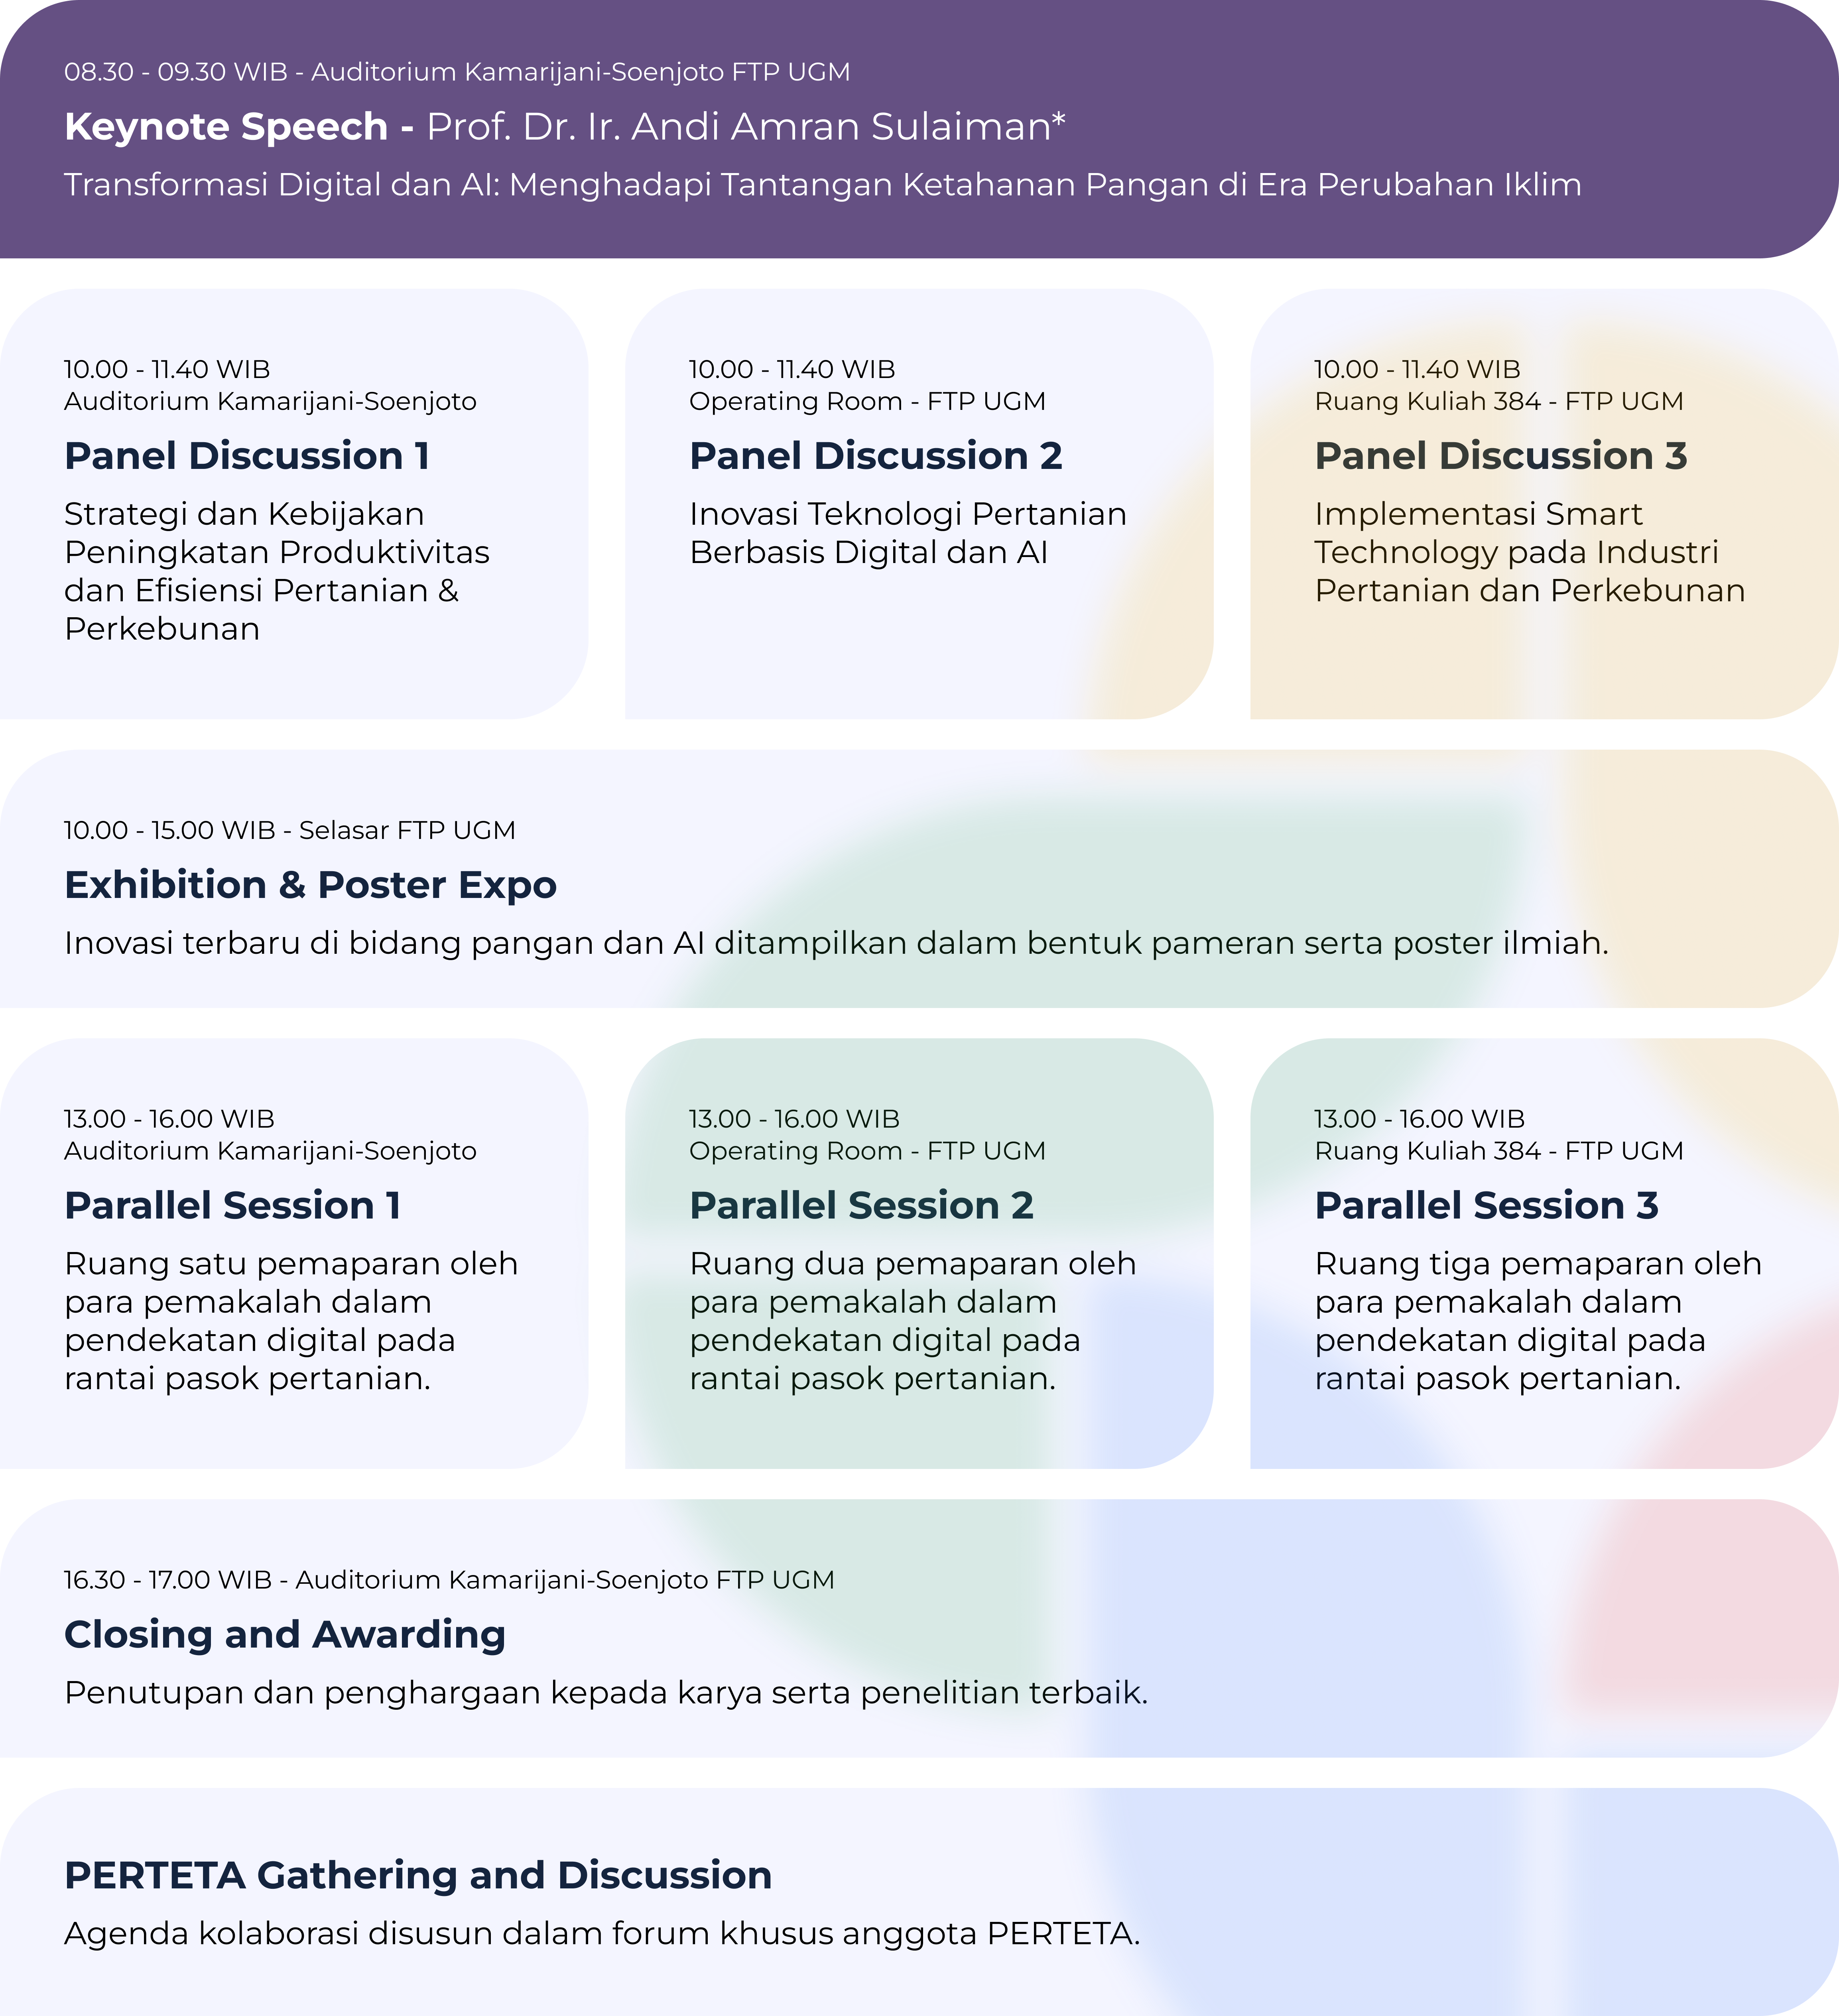 08.30 - 09.30 WIB - Auditorium Kamarijani-Soenjoto FTP UGM
Keynote Speech - Prof. Dr. Ir. Andi Amran Sulaiman*
Transformasi Digital dan AI: Menghadapi Tantangan Ketahanan Pangan di Era Perubahan Iklim
10.00 - 11.40 WIB
Auditorium Kamarijani-Soenjoto
Panel Discussion 1
Strategi dan Kebijakan
Peningkatan Produktivitas
dan Efisiensi Pertanian &
Perkebunan
10.00 - 11.40 WIB
Operating Room - FTP UGM
Panel Discussion 2
Inovasi Teknologi Pertanian
Berbasis Digital dan AI
10.00 - 11.40 WIB
Ruang Kuliah 384 - FTP UGM
Panel Discussion 3
Implementasi Smart
Technology pada Industri
Pertanian dan Perkebunan
10.00 - 15.00 WIB - Selasar FTP UGM
Exhibition & Poster Expo
Inovasi terbaru di bidang pangan dan AI ditampilkan dalam bentuk pameran serta poster ilmiah.
13.00 - 16.00 WIB
Auditorium Kamarijani-Soenjoto
Parallel Session 1
Ruang satu pemaparan oleh
para pemakalah dalam
pendekatan digital pada
rantai pasok pertanian.
13.00 - 16.00 WIB
Operating Room - FTP UGM
Parallel Session 2
Ruang dua pemaparan oleh
para pemakalah dalam
pendekatan digital pada
rantai pasok pertanian.
13.00 - 16.00 WIB
Ruang Kuliah 384 - FTP UGM
Parallel Session 3
Ruang tiga pemaparan oleh
para pemakalah dalam
pendekatan digital pada
rantai pasok pertanian.
16.30 - 17.00 WIB - Auditorium Kamarijani-Soenjoto FTP UGM
Closing and Awarding
Penutupan dan penghargaan kepada karya serta penelitian terbaik.
PERTETA Gathering and Discussion
Agenda kolaborasi disusun dalam forum khusus anggota PERTETA.